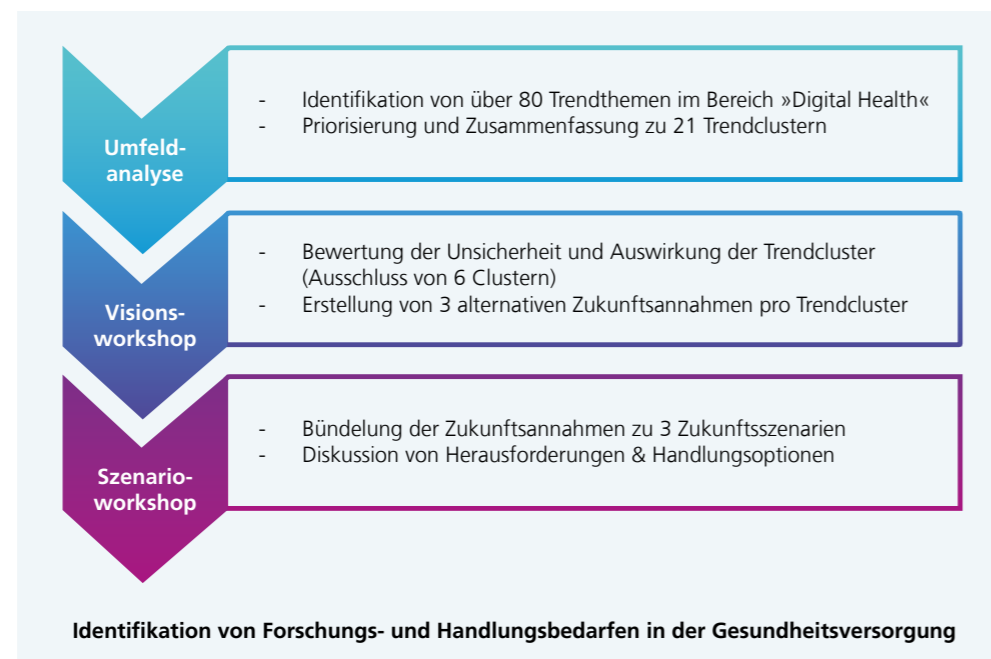 Umfeld-
analyse
- Identifikation von über 80 Trendthemen im Bereich »Digital Health«
- Priorisierung und Zusammenfassung zu 21 Trendclustern
Visions-
workshop
- Bewertung der Unsicherheit und Auswirkung der Trendcluster
(Ausschluss von 6 Clustern)
- Erstellung von 3 alternativen Zukunftsannahmen pro Trendcluster
Szenario-
workshop
- Bündelung der Zukunftsannahmen zu 3 Zukunftsszenarien
- Diskussion von Herausforderungen & Handlungsoptionen
Identifikation von Forschungs- und Handlungsbedarfen in der Gesundheitsversorgung